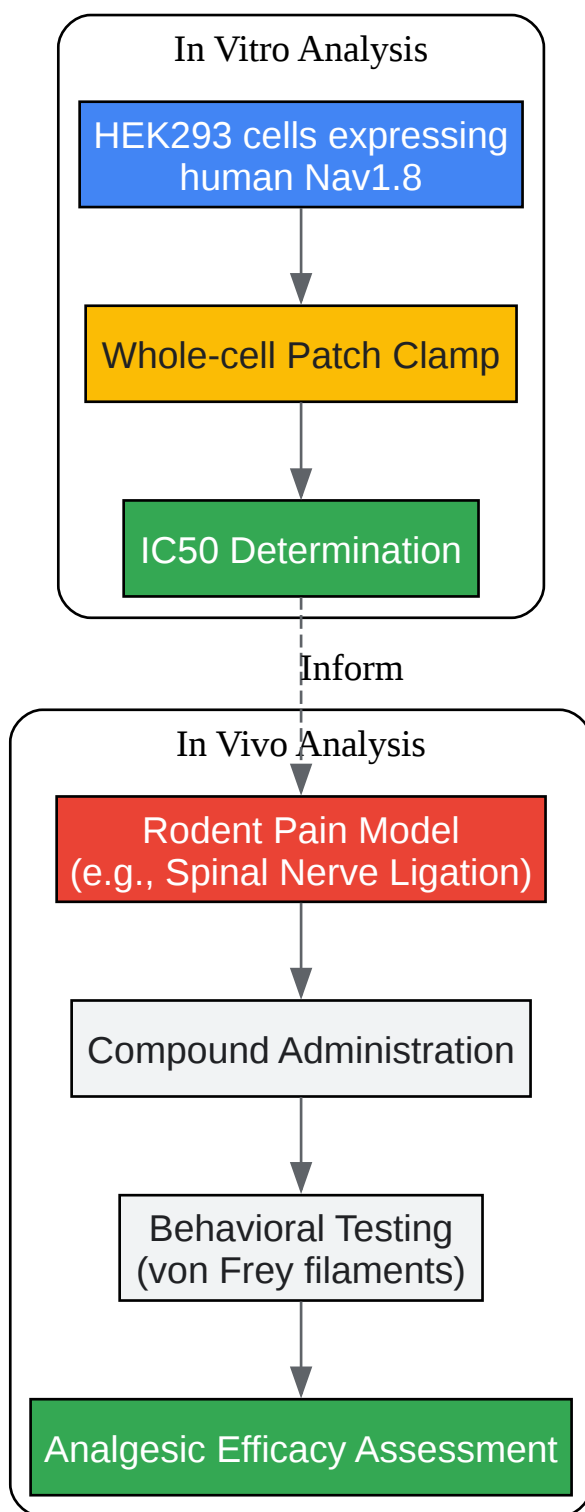 In Vitro Analysis
HEK293 cells expressing
human Nav1.8
Whole-cell Patch Clamp
IC50 Determination
Inform
In Vivo Analysis
Rodent Pain Model
(e.g., Spinal Nerve Ligation)
Compound Administration
Behavioral Testing
(von Frey filaments)
Analgesic Efficacy Assessment